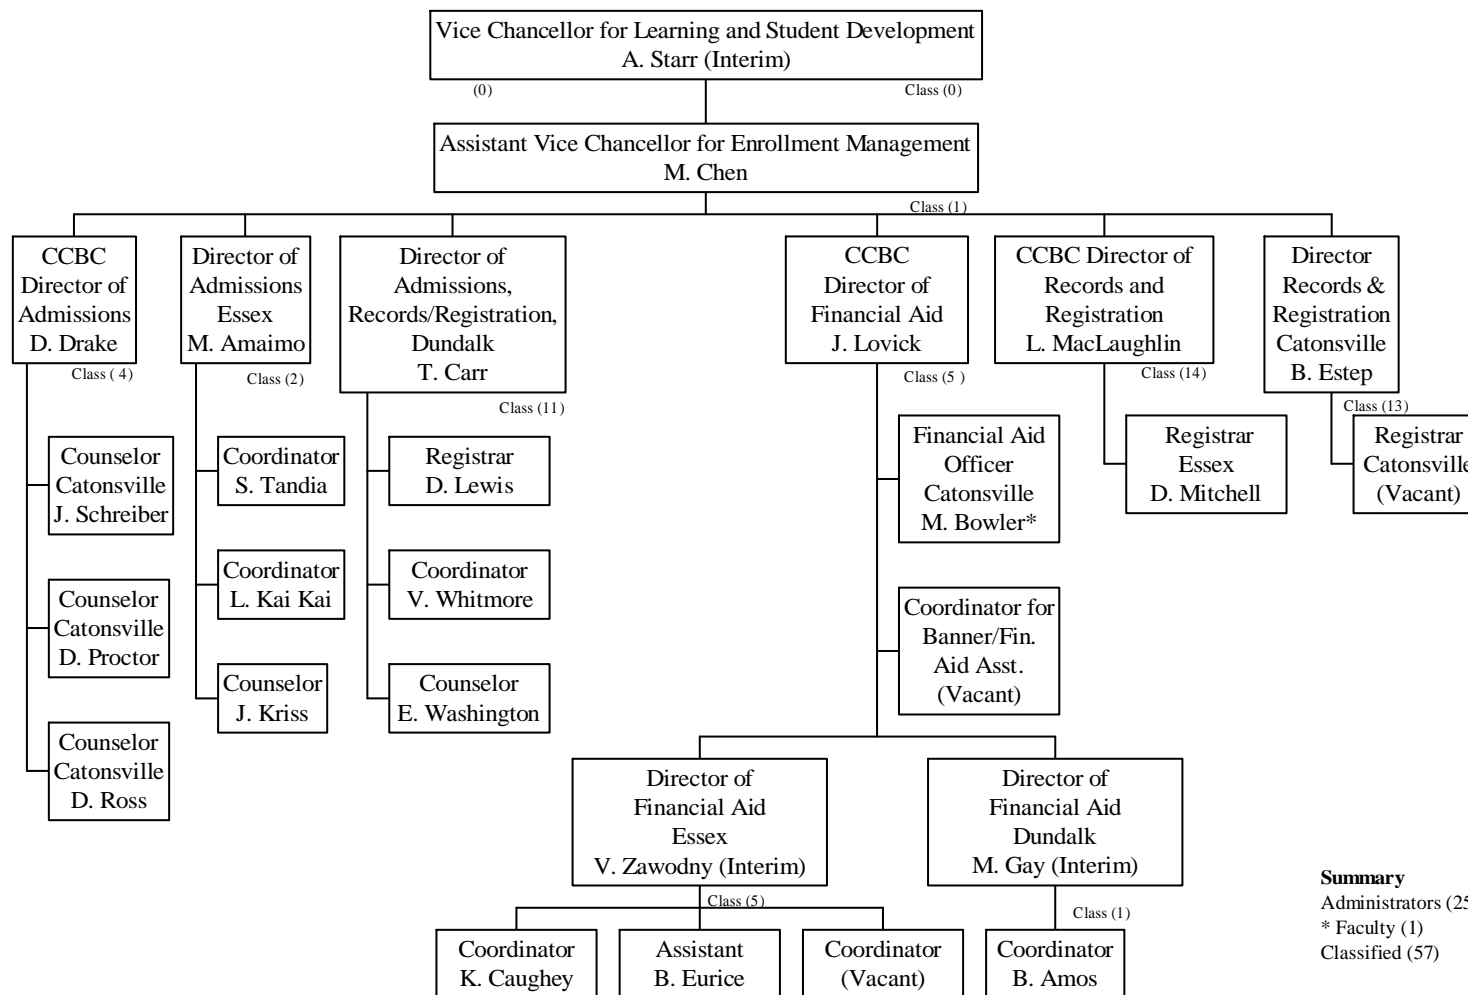 Vice Chancellor for Learning and Student Development
A. Starr (Interim)
(0)
Class (0)
Assistant Vice Chancellor for Enrollment Management
M. Chen
Class (1)
CCBC
Director of
Admissions
D. Drake
Class ( 4)
Director of
Admissions
Essex
M. Amaimo
Class (2)
Director of
Admissions,
Records/Registration,
Dundalk
T. Carr
Class (11)
CCBC
Director of
Financial Aid
J. Lovick
Class (5 )
CCBC Director of
Records and
Registration
L. MacLaughlin
Class (14)
Director
Records &
Registration
Catonsville
B. Estep
Class (13)
Counselor
Catonsville
J. Schreiber
Counselor
Catonsville
D. Proctor
Counselor
Catonsville
D. Ross
Coordinator
S. Tandia
Coordinator
L. Kai Kai
Counselor
J. Kriss
Registrar
D. Lewis
Coordinator
V. Whitmore
Counselor
E. Washington
Financial Aid
Officer
Catonsville
M. Bowler*
Coordinator for
Banner/Fin.
Aid Asst.
(Vacant)
Registrar
Essex
D. Mitchell
Registrar
Catonsville
(Vacant)
Director of
Financial Aid
Essex
V. Zawodny (Interim)
Class (5)
Director of
Financial Aid
Dundalk
M. Gay (Interim)
Class (1)
Coordinator
K. Caughey
Assistant
B. Eurice
Coordinator
(Vacant)
Coordinator
B. Amos
Summary
Administrators (25
* Faculty (1)
Classified (57)